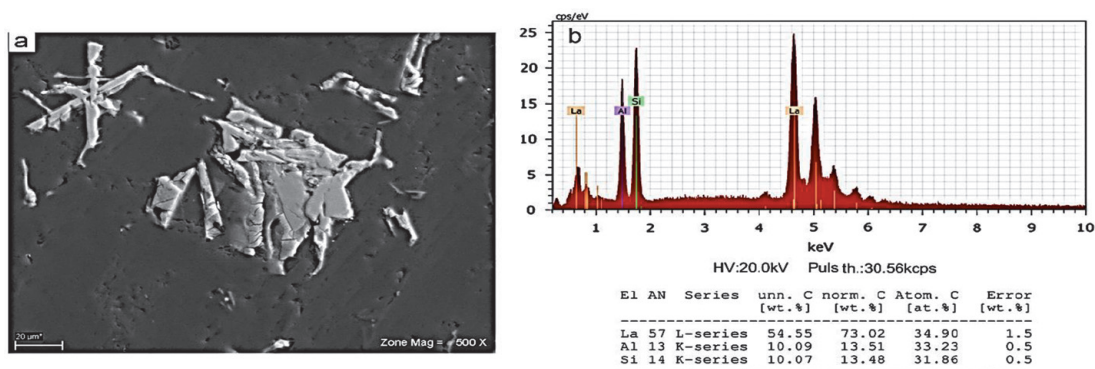 a
20 μm*
Zone Mag = 500 X
cps/eV
b
25
20
15
10
5
0
La
Al
Si
La
1 2 3 4 5 6 7 8 9 10
keV
HV:20.0kV Puls th.:30.56kcps
El AN Series unn. C norm. C Atom. C Error
[wt.%] [wt.%] [at.%] [wt.%]
La 57 L-series 54.55 73.02 34.90 1.5
Al 13 K-series 10.09 13.51 33.23 0.5
Si 14 K-series 10.07 13.48 31.86 0.5